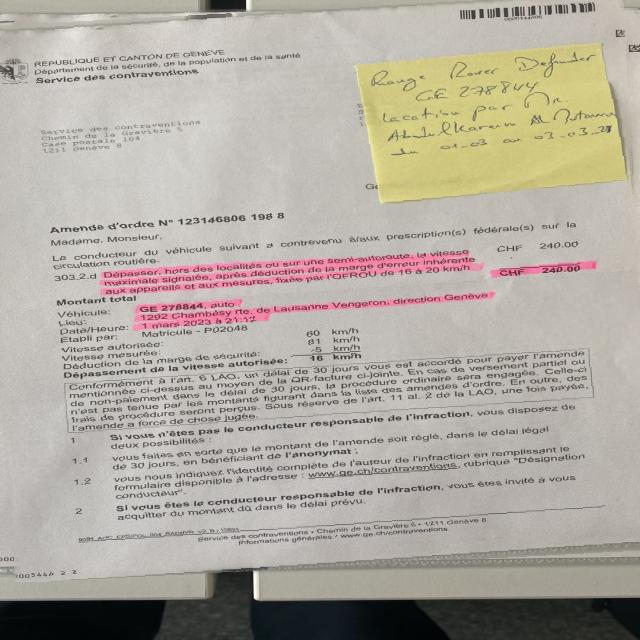 REPUBLIQUE ET CANTON DE GENEVE
Département de la sécurité, de la population et de la santé
Service des contraventions
Range Rover Defender
GE 278844
Location par Mr.
du 01-03 au 03-03-23
Service des contraventions
Chemin de la Gravière 5
Case postale 104
1211 Genève 8
Amende d'ordre N° 123146806 198 8
Madame, Monsieur,
Le conducteur du véhicule suivant a contrevenu à/aux prescription(s) fédérale(s) sur la
circulation routière.
303.2.d Dépasser, hors des localités ou sur une semi-autoroute, la vitesse CHF 240.00
maximale signalée, après déduction de la marge d'erreur inhérente
aux appareils et aux mesures, fixée par l'OFROU de 16 à 20 km/h
Montant total CHF 240.00
Véhicule: GE 278844, auto
Lieu: 1292 Chambésy rte. de Lausanne Vengeron, direction Genève
Date/Heure: 1 mars 2023 à 21:12
Etabli par: Matricule - P02048
Vitesse autorisée: 60 km/h
Vitesse mesurée: 81 km/h
Déduction de la marge de sécurité: -5 km/h
Dépassement de la vitesse autorisée: 16 km/h
Conformément à l'art. 6 LAO, un délai de 30 jours vous est accordé pour payer l'amende
mentionnée ci-dessus au moyen de la QR-facture ci-jointe. En cas de versement partiel ou
de non-paiement dans le délai de 30 jours, la procédure ordinaire sera engagée. Celle-ci
n'est pas tenue par les montants figurant dans la liste des amendes d'ordre. En outre, des
frais de procédure seront perçus. Sous réserve de l'art. 11 al. 2 de la LAO, une fois payée,
l'amende a force de chose jugée.
1 Si vous n'êtes pas le conducteur responsable de l'infraction, vous disposez de
deux possibilités :
1.1 vous faites en sorte que le montant de l'amende soit réglé, dans le délai légal
de 30 jours, en bénéficiant de l'anonymat ;
1.2 vous nous indiquez l'identité complète de l'auteur de l'infraction en remplissant le
formulaire disponible à l'adresse : www.ge.ch/contraventions, rubrique "Désignation
conducteur".
2 Si vous êtes le conducteur responsable de l'infraction, vous êtes invité à vous
acquitter du montant dû dans le délai prévu.
Service des contraventions • Chemin de la Gravière 5 • 1211 Genève 8
Informations générales / www.ge.ch/contraventions